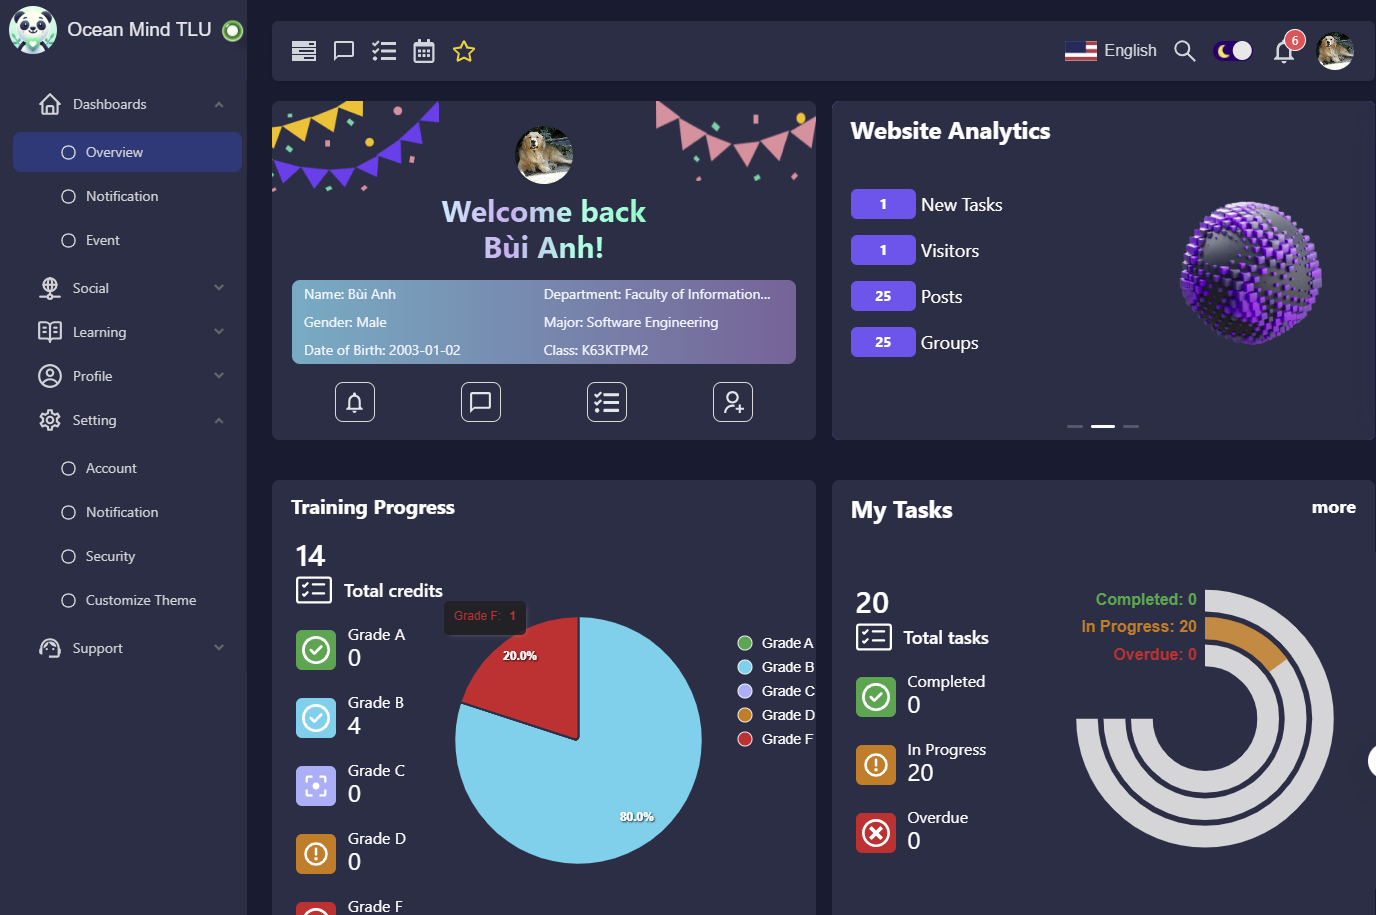 Ocean Mind TLU
Dashboards
Overview
Notification
Event
Social
Learning
Profile
Setting
Account
Notification
Security
Customize Theme
Support
English
6
Welcome back
Bùi Anh!
Name: Bùi Anh
Department: Faculty of Information...
Gender: Male
Major: Software Engineering
Date of Birth: 2003-01-02
Class: K63KTPM2
Website Analytics
1 New Tasks
1 Visitors
25 Posts
25 Groups
Training Progress
14
Total credits
Grade A
0
Grade B
4
Grade C
0
Grade D
0
Grade F
Grade F: 1
20.0%
80.0%
Grade A
Grade B
Grade C
Grade D
Grade F
My Tasks
more
20
Total tasks
Completed
0
In Progress
20
Overdue
0
Completed: 0
In Progress: 20
Overdue: 0